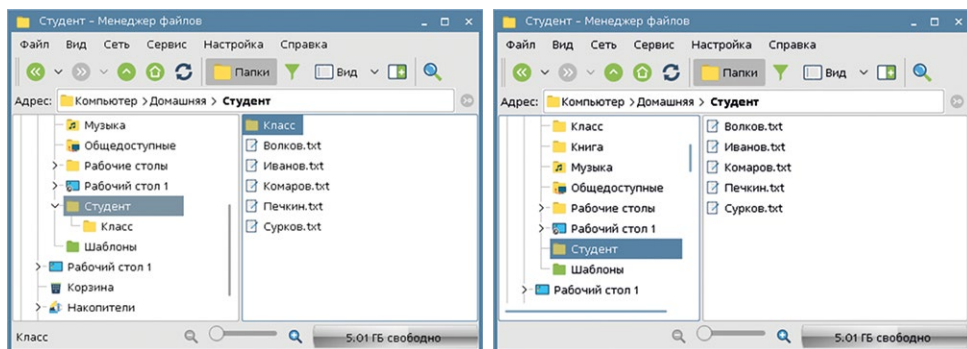 Студент – Менеджер файлов
Файл Вид Сеть Сервис Настройка Справка
Папки Вид
Адрес: Компьютер > Домашняя > Студент
Музыка
Общедоступные
Рабочие столы
Рабочий стол 1
Студент
Класс
Шаблоны
Рабочий стол 1
Корзина
Накопители
Класс
Волков.txt
Иванов.txt
Комаров.txt
Печкин.txt
Сурков.txt
Класс
5.01 ГБ свободно
Студент – Менеджер файлов
Файл Вид Сеть Сервис Настройка Справка
Папки Вид
Адрес: Компьютер > Домашняя > Студент
Класс
Книга
Музыка
Общедоступные
Рабочие столы
Рабочий стол 1
Студент
Шаблоны
Рабочий стол 1
Волков.txt
Иванов.txt
Комаров.txt
Печкин.txt
Сурков.txt
5.01 ГБ свободно